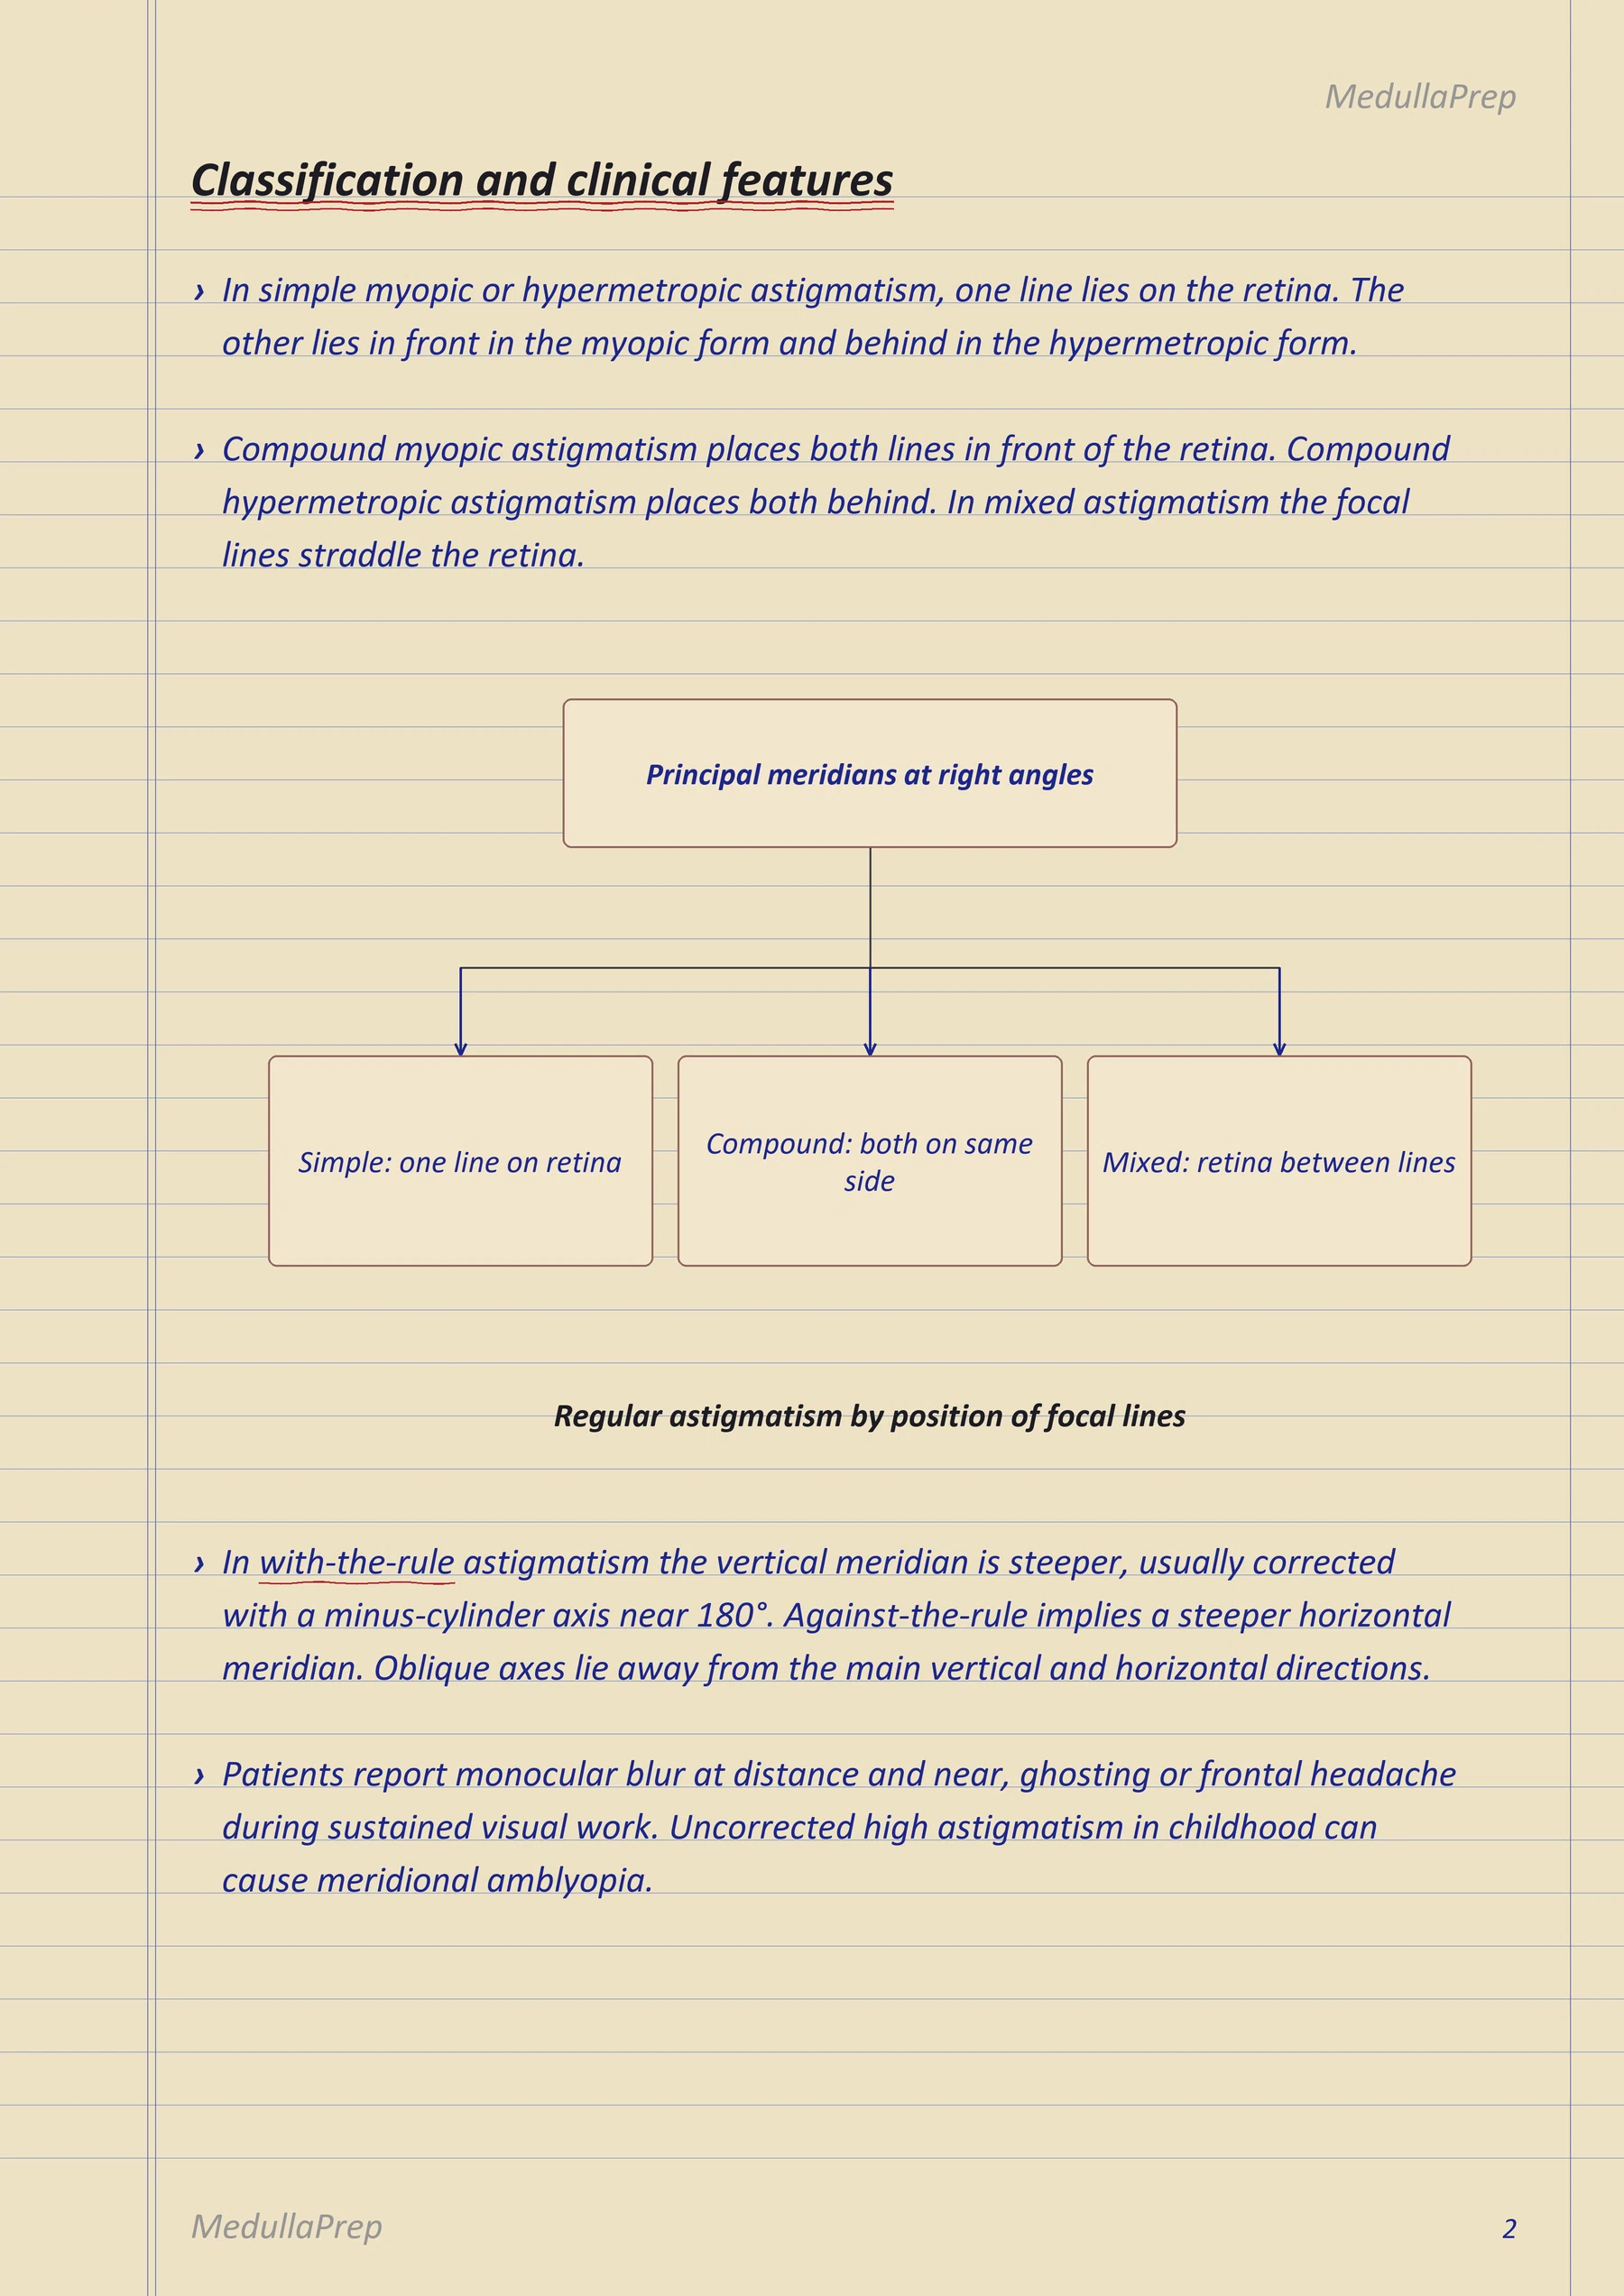 MedullaPrep
Classification and clinical features
› In simple myopic or hypermetropic astigmatism, one line lies on the retina. The
other lies in front in the myopic form and behind in the hypermetropic form.
› Compound myopic astigmatism places both lines in front of the retina. Compound
hypermetropic astigmatism places both behind. In mixed astigmatism the focal
lines straddle the retina.
Principal meridians at right angles
Simple: one line on retina
Compound: both on same
side
Mixed: retina between lines
Regular astigmatism by position of focal lines
› In with-the-rule astigmatism the vertical meridian is steeper, usually corrected
with a minus-cylinder axis near 180°. Against-the-rule implies a steeper horizontal
meridian. Oblique axes lie away from the main vertical and horizontal directions.
› Patients report monocular blur at distance and near, ghosting or frontal headache
during sustained visual work. Uncorrected high astigmatism in childhood can
cause meridional amblyopia.
MedullaPrep
2